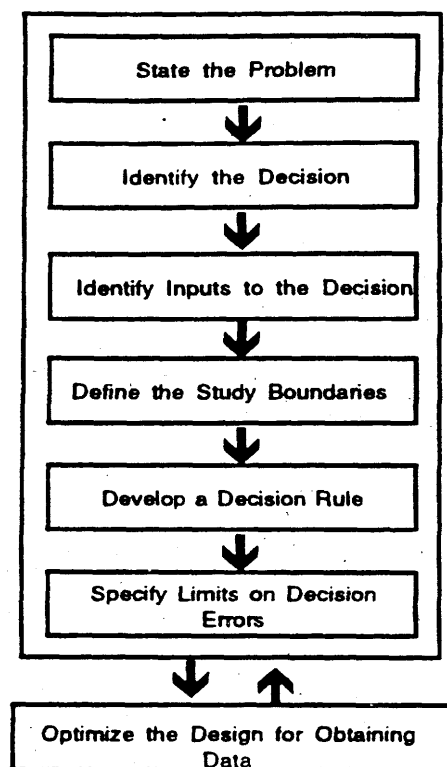 State the Problem
Identify the Decision
Identify Inputs to the Decision
Define the Study Boundaries
Develop a Decision Rule
Specify Limits on Decision
Errors
Optimize the Design for Obtaining
Data